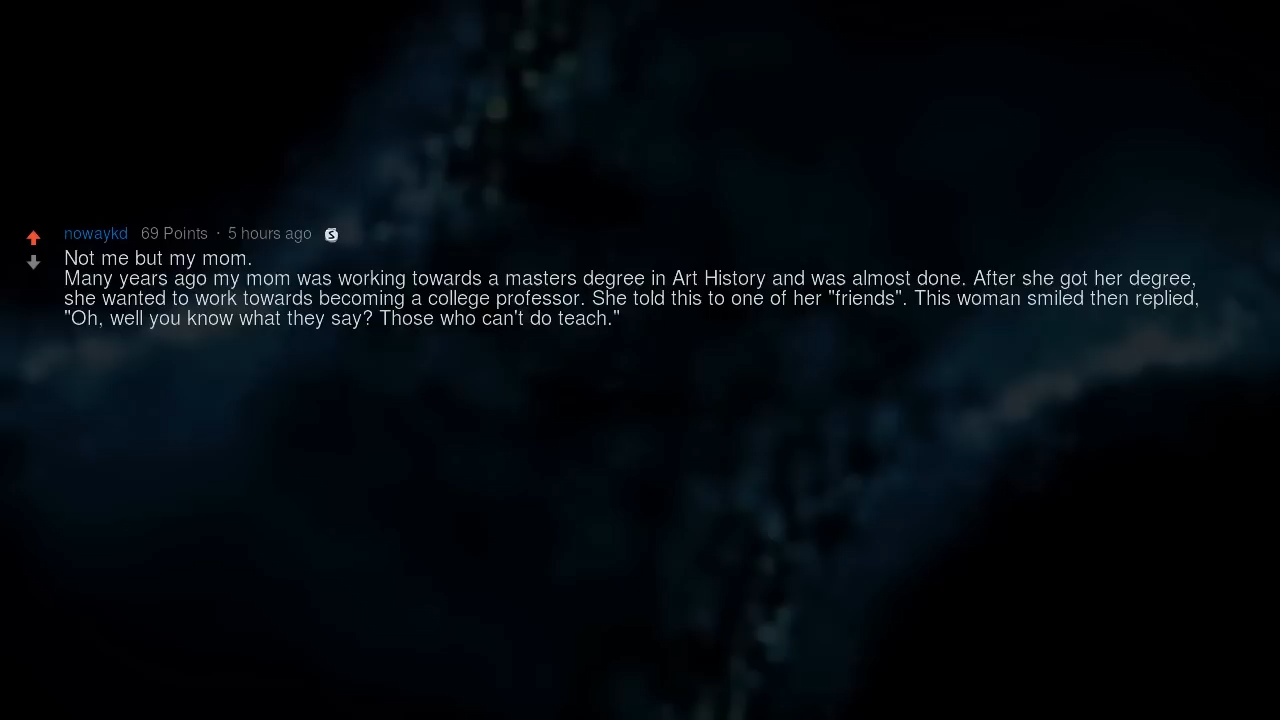 nowaykd 69 Points · 5 hours ago S
Not me but my mom.
Many years ago my mom was working towards a masters degree in Art History and was almost done. After she got her degree,
she wanted to work towards becoming a college professor. She told this to one of her "friends". This woman smiled then replied,
"Oh, well you know what they say? Those who can't do teach."